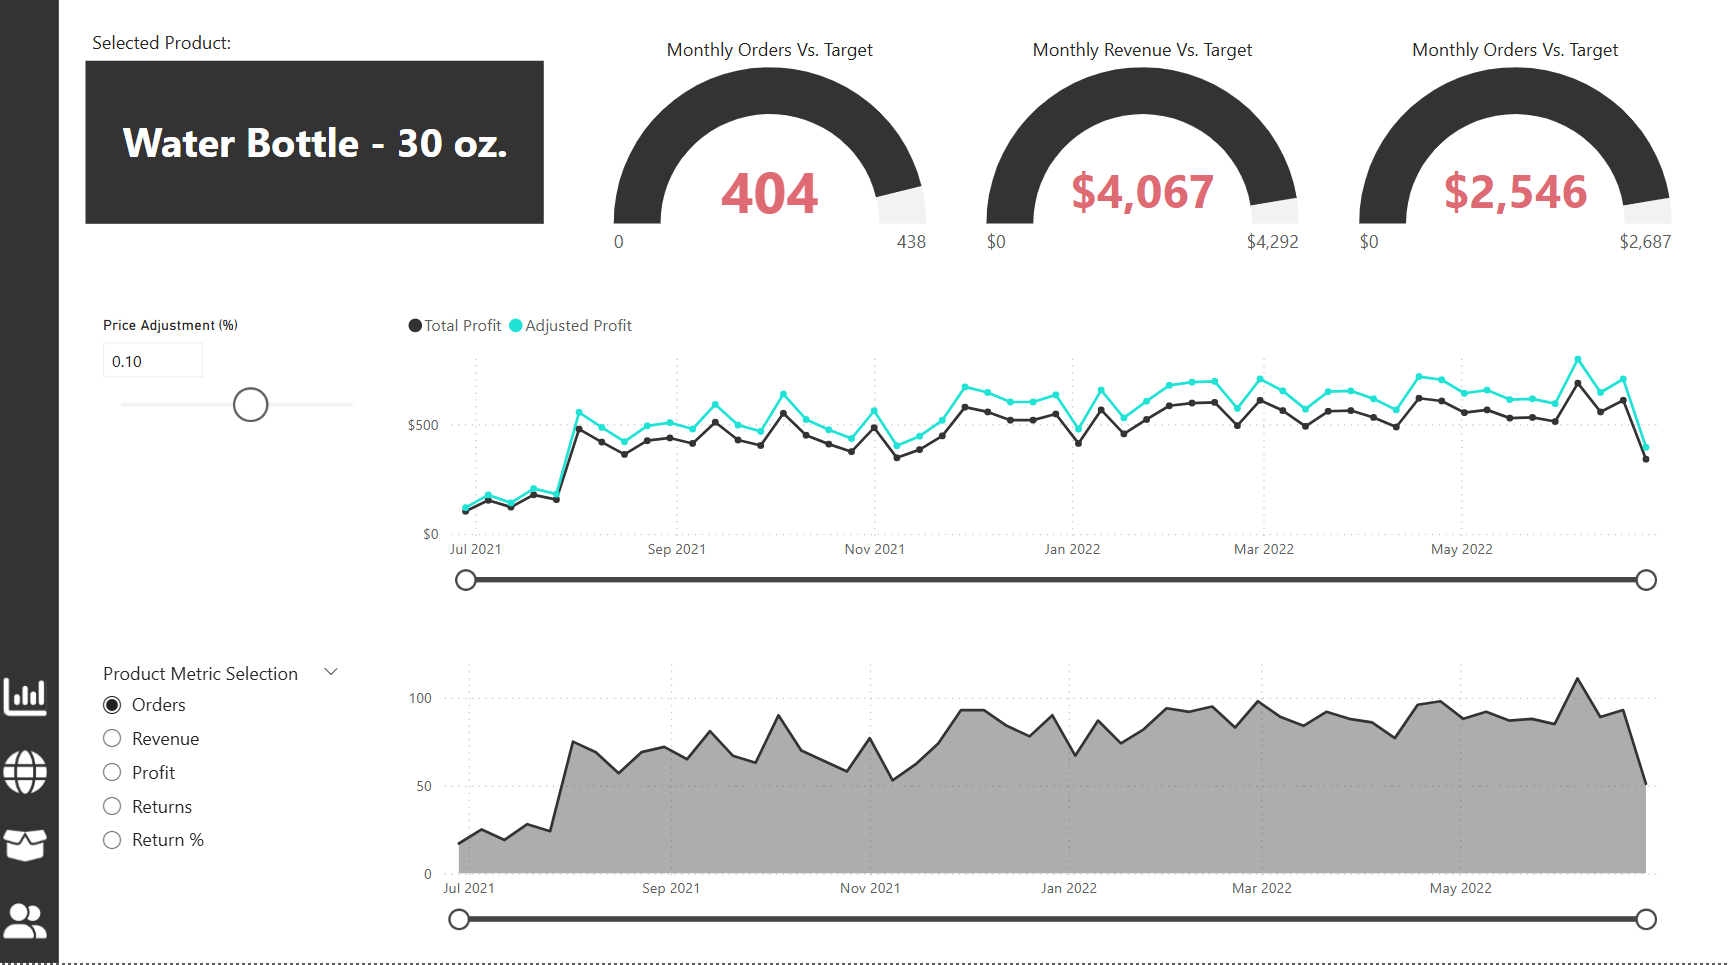 Selected Product:
Water Bottle - 30 oz.
Monthly Orders Vs. Target
404
0
438
Monthly Revenue Vs. Target
$4,067
$0
$4,292
Monthly Orders Vs. Target
$2,546
$0
$2,687
Price Adjustment (%)
0.10
Total Profit Adjusted Profit
$500
$0
Jul 2021 Sep 2021 Nov 2021 Jan 2022 Mar 2022 May 2022
Product Metric Selection
Orders
Revenue
Profit
Returns
Return %
100
50
0
Jul 2021 Sep 2021 Nov 2021 Jan 2022 Mar 2022 May 2022